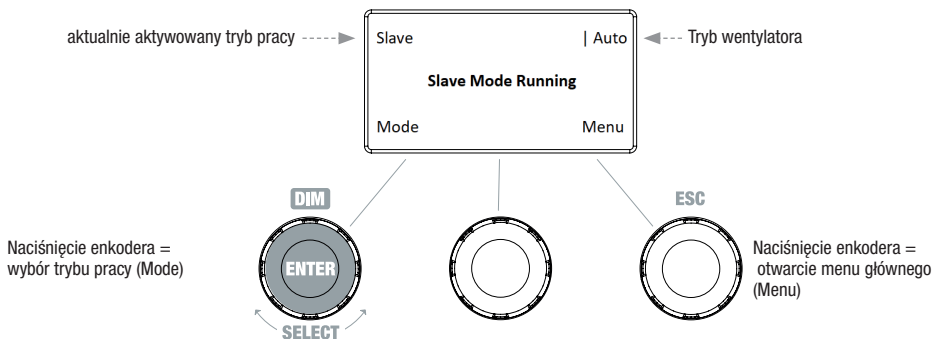 aktualnie aktywowany tryb pracy
Slave
| Auto
Tryb wentylatora
Slave Mode Running
Mode
Menu
DIM
ESC
Naciśnięcie enkodera =
wybór trybu pracy (Mode)
ENTER
SELECT
Naciśnięcie enkodera =
otwarcie menu głównego
(Menu)